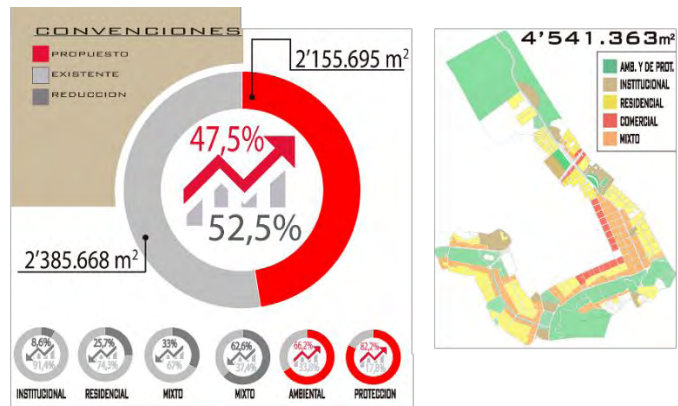 CONVENCIONES
PROPUESTO
EXISTENTE
REDUCCION
2'155.695 m²
47,5%
52,5%
2'385.668 m²
8,6%
91,4%
INSTITUCIONAL
25,7%
74,3%
RESIDENCIAL
33%
67%
MIXTO
62,6%
37,4%
MIXTO
66,2%
33,8%
AMBIENTAL
82,2%
17,8%
PROTECCION
4'541.363m²
AMB. Y DE PROT.
INSTITUCIONAL
RESIDENCIAL
COMERCIAL
MIXTO